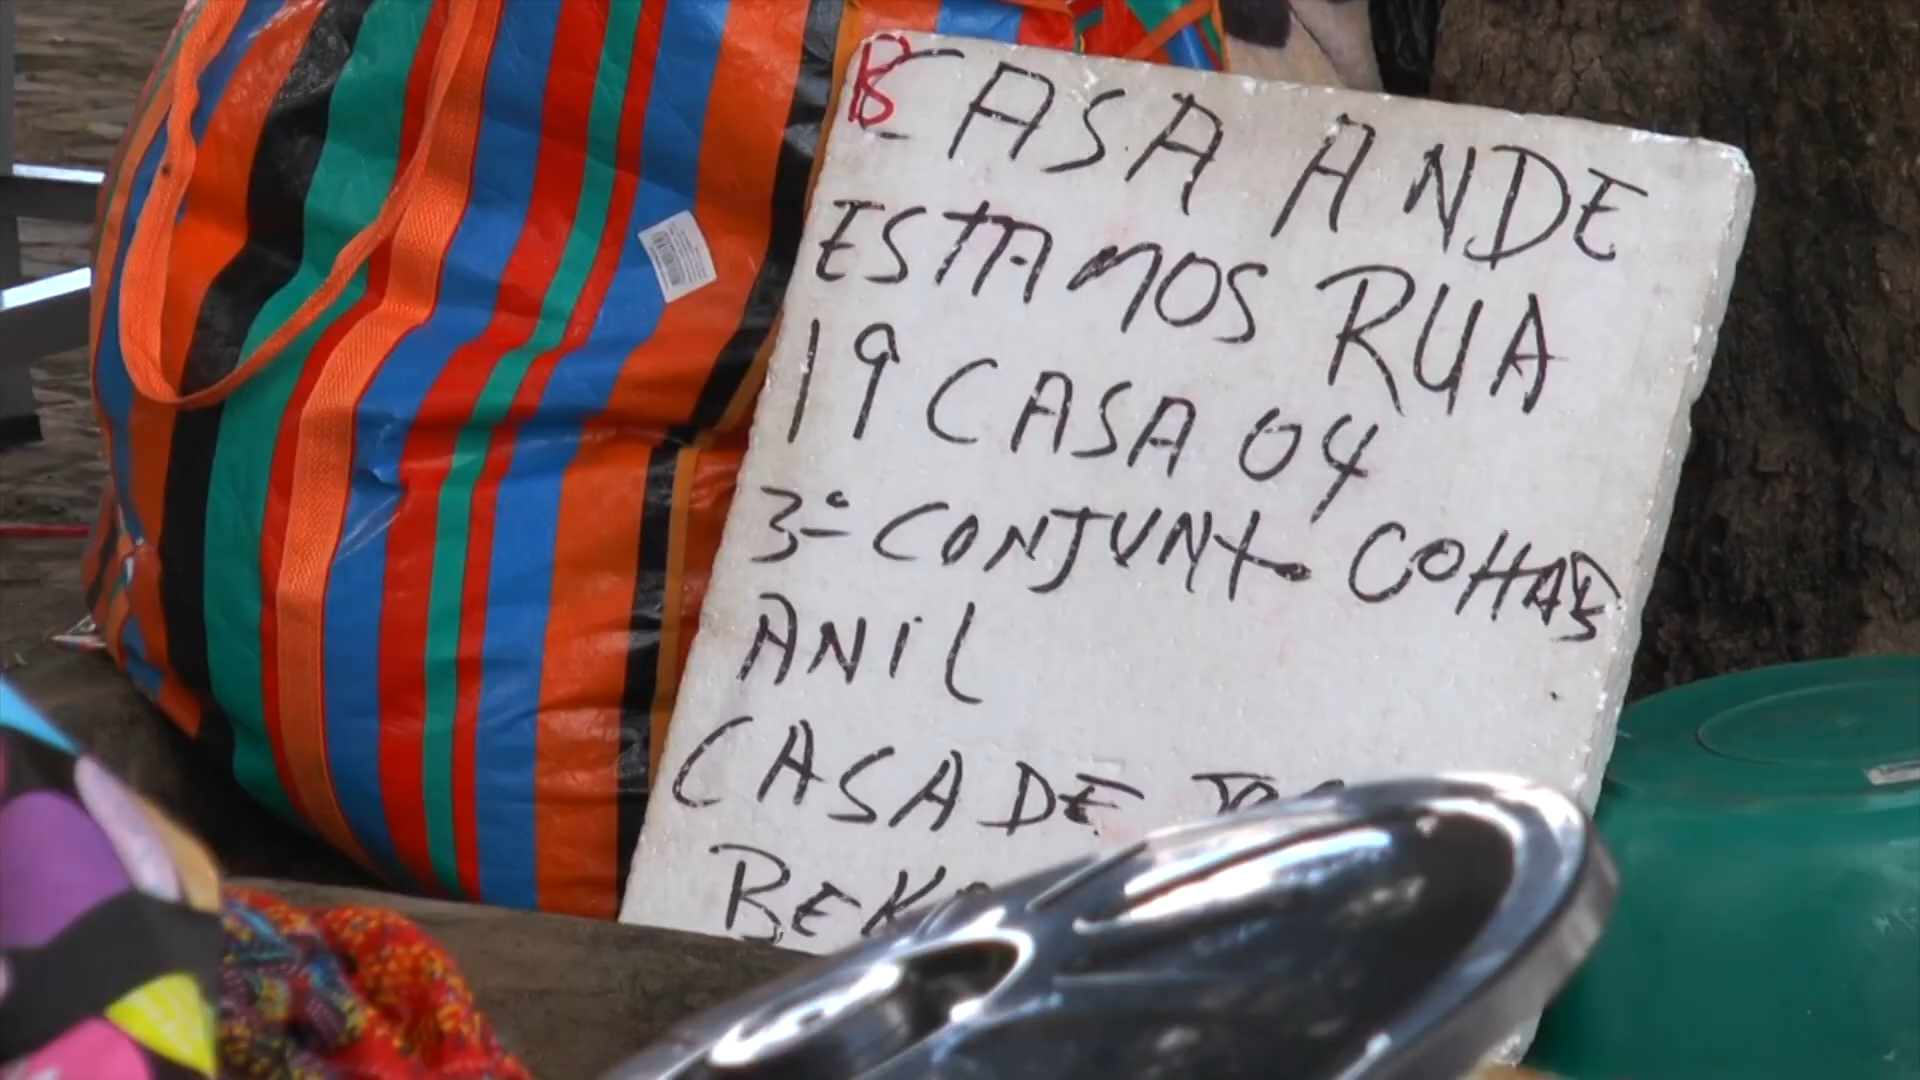 CASA ANDE
ESTAMOS RUA
19 CASA 04
3º CONJUNTO COHAB
ANIL
CASA DE